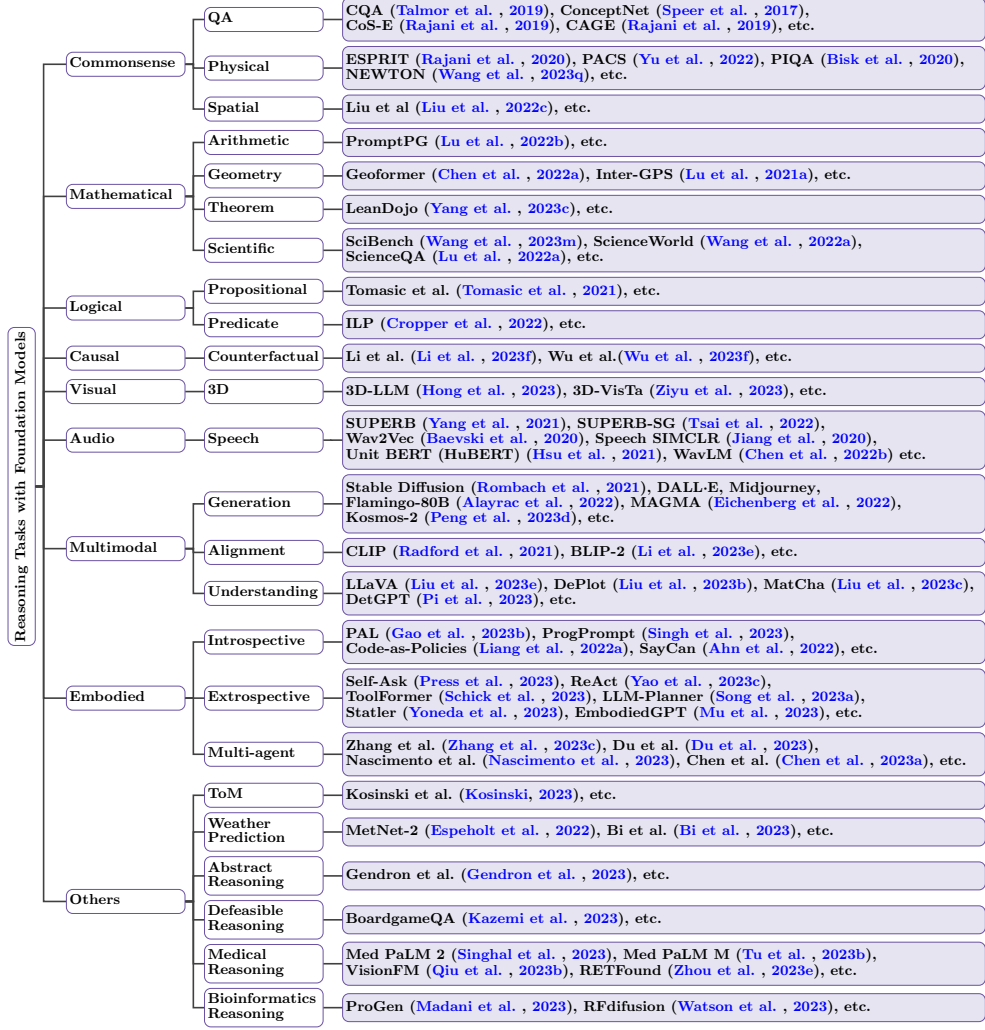 Reasoning Tasks with Foundation Models
Commonsense
QA
CQA (Talmor et al. , 2019), ConceptNet (Speer et al. , 2017),
CoS-E (Rajani et al. , 2019), CAGE (Rajani et al. , 2019), etc.
Physical
ESPRIT (Rajani et al. , 2020), PACS (Yu et al. , 2022), PIQA (Bisk et al. , 2020),
NEWTON (Wang et al. , 2023q), etc.
Spatial
Liu et al (Liu et al. , 2022c), etc.
Mathematical
Arithmetic
PromptPG (Lu et al. , 2022b), etc.
Geometry
Geoformer (Chen et al. , 2022a), Inter-GPS (Lu et al. , 2021a), etc.
Theorem
LeanDojo (Yang et al. , 2023c), etc.
Scientific
SciBench (Wang et al. , 2023m), ScienceWorld (Wang et al. , 2022a),
ScienceQA (Lu et al. , 2022a), etc.
Logical
Propositional
Tomasic et al. (Tomasic et al. , 2021), etc.
Predicate
ILP (Cropper et al. , 2022), etc.
Causal
Counterfactual
Li et al. (Li et al. , 2023f), Wu et al.(Wu et al. , 2023f), etc.
Visual
3D
3D-LLM (Hong et al. , 2023), 3D-VisTa (Ziyu et al. , 2023), etc.
Audio
Speech
SUPERB (Yang et al. , 2021), SUPERB-SG (Tsai et al. , 2022),
Wav2Vec (Baevski et al. , 2020), Speech SIMCLR (Jiang et al. , 2020),
Unit BERT (HuBERT) (Hsu et al. , 2021), WavLM (Chen et al. , 2022b) etc.
Multimodal
Generation
Stable Diffusion (Rombach et al. , 2021), DALL·E, Midjourney,
Flamingo-80B (Alayrac et al. , 2022), MAGMA (Eichenberg et al. , 2022),
Kosmos-2 (Peng et al. , 2023d), etc.
Alignment
CLIP (Radford et al. , 2021), BLIP-2 (Li et al. , 2023e), etc.
Understanding
LLaVA (Liu et al. , 2023e), DePlot (Liu et al. , 2023b), MatCha (Liu et al. , 2023c),
DetGPT (Pi et al. , 2023), etc.
Embodied
Introspective
PAL (Gao et al. , 2023b), ProgPrompt (Singh et al. , 2023),
Code-as-Policies (Liang et al. , 2022a), SayCan (Ahn et al. , 2022), etc.
Extrospective
Self-Ask (Press et al. , 2023), ReAct (Yao et al. , 2023c),
ToolFormer (Schick et al. , 2023), LLM-Planner (Song et al. , 2023a),
Statler (Yoneda et al. , 2023), EmbodiedGPT (Mu et al. , 2023), etc.
Multi-agent
Zhang et al. (Zhang et al. , 2023c), Du et al. (Du et al. , 2023),
Nascimento et al. (Nascimento et al. , 2023), Chen et al. (Chen et al. , 2023a), etc.
Others
ToM
Kosinski et al. (Kosinski, 2023), etc.
Weather
Prediction
MetNet-2 (Espeholt et al. , 2022), Bi et al. (Bi et al. , 2023), etc.
Abstract
Reasoning
Gendron et al. (Gendron et al. , 2023), etc.
Defeasible
Reasoning
BoardgameQA (Kazemi et al. , 2023), etc.
Medical
Reasoning
Med PaLM 2 (Singhal et al. , 2023), Med PaLM M (Tu et al. , 2023b),
VisionFM (Qiu et al. , 2023b), RETFound (Zhou et al. , 2023e), etc.
Bioinformatics
Reasoning
ProGen (Madani et al. , 2023), RFdifusion (Watson et al. , 2023), etc.